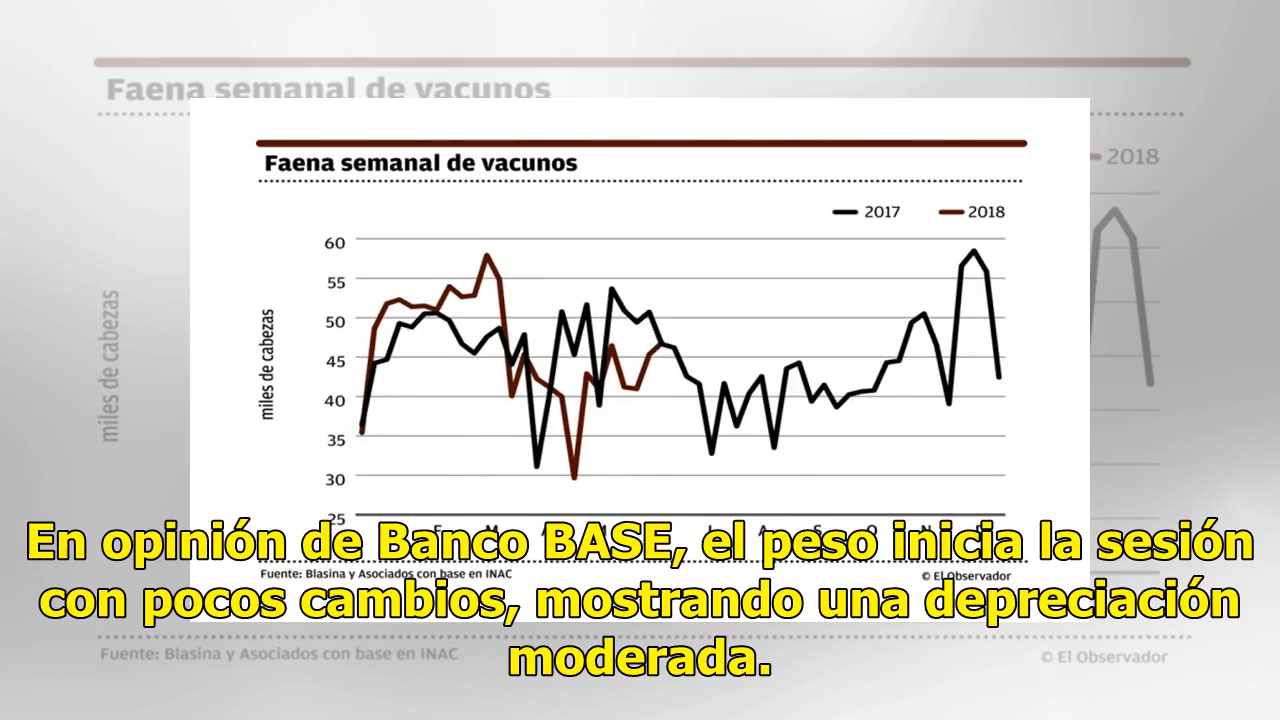 Faena semanal de vacunos
2018
Faena semanal de vacunos
2017 2018
60
55
50
45
40
35
30
25
miles de cabezas
miles de cabezas
En opinión de Banco BASE, el peso inicia la sesión
con pocos cambios, mostrando una depreciación
moderada.
Fuente: Blasina y Asociados con base en INAC © El Observador
Fuente: Blasina y Asociados con base en INAC © El Observador